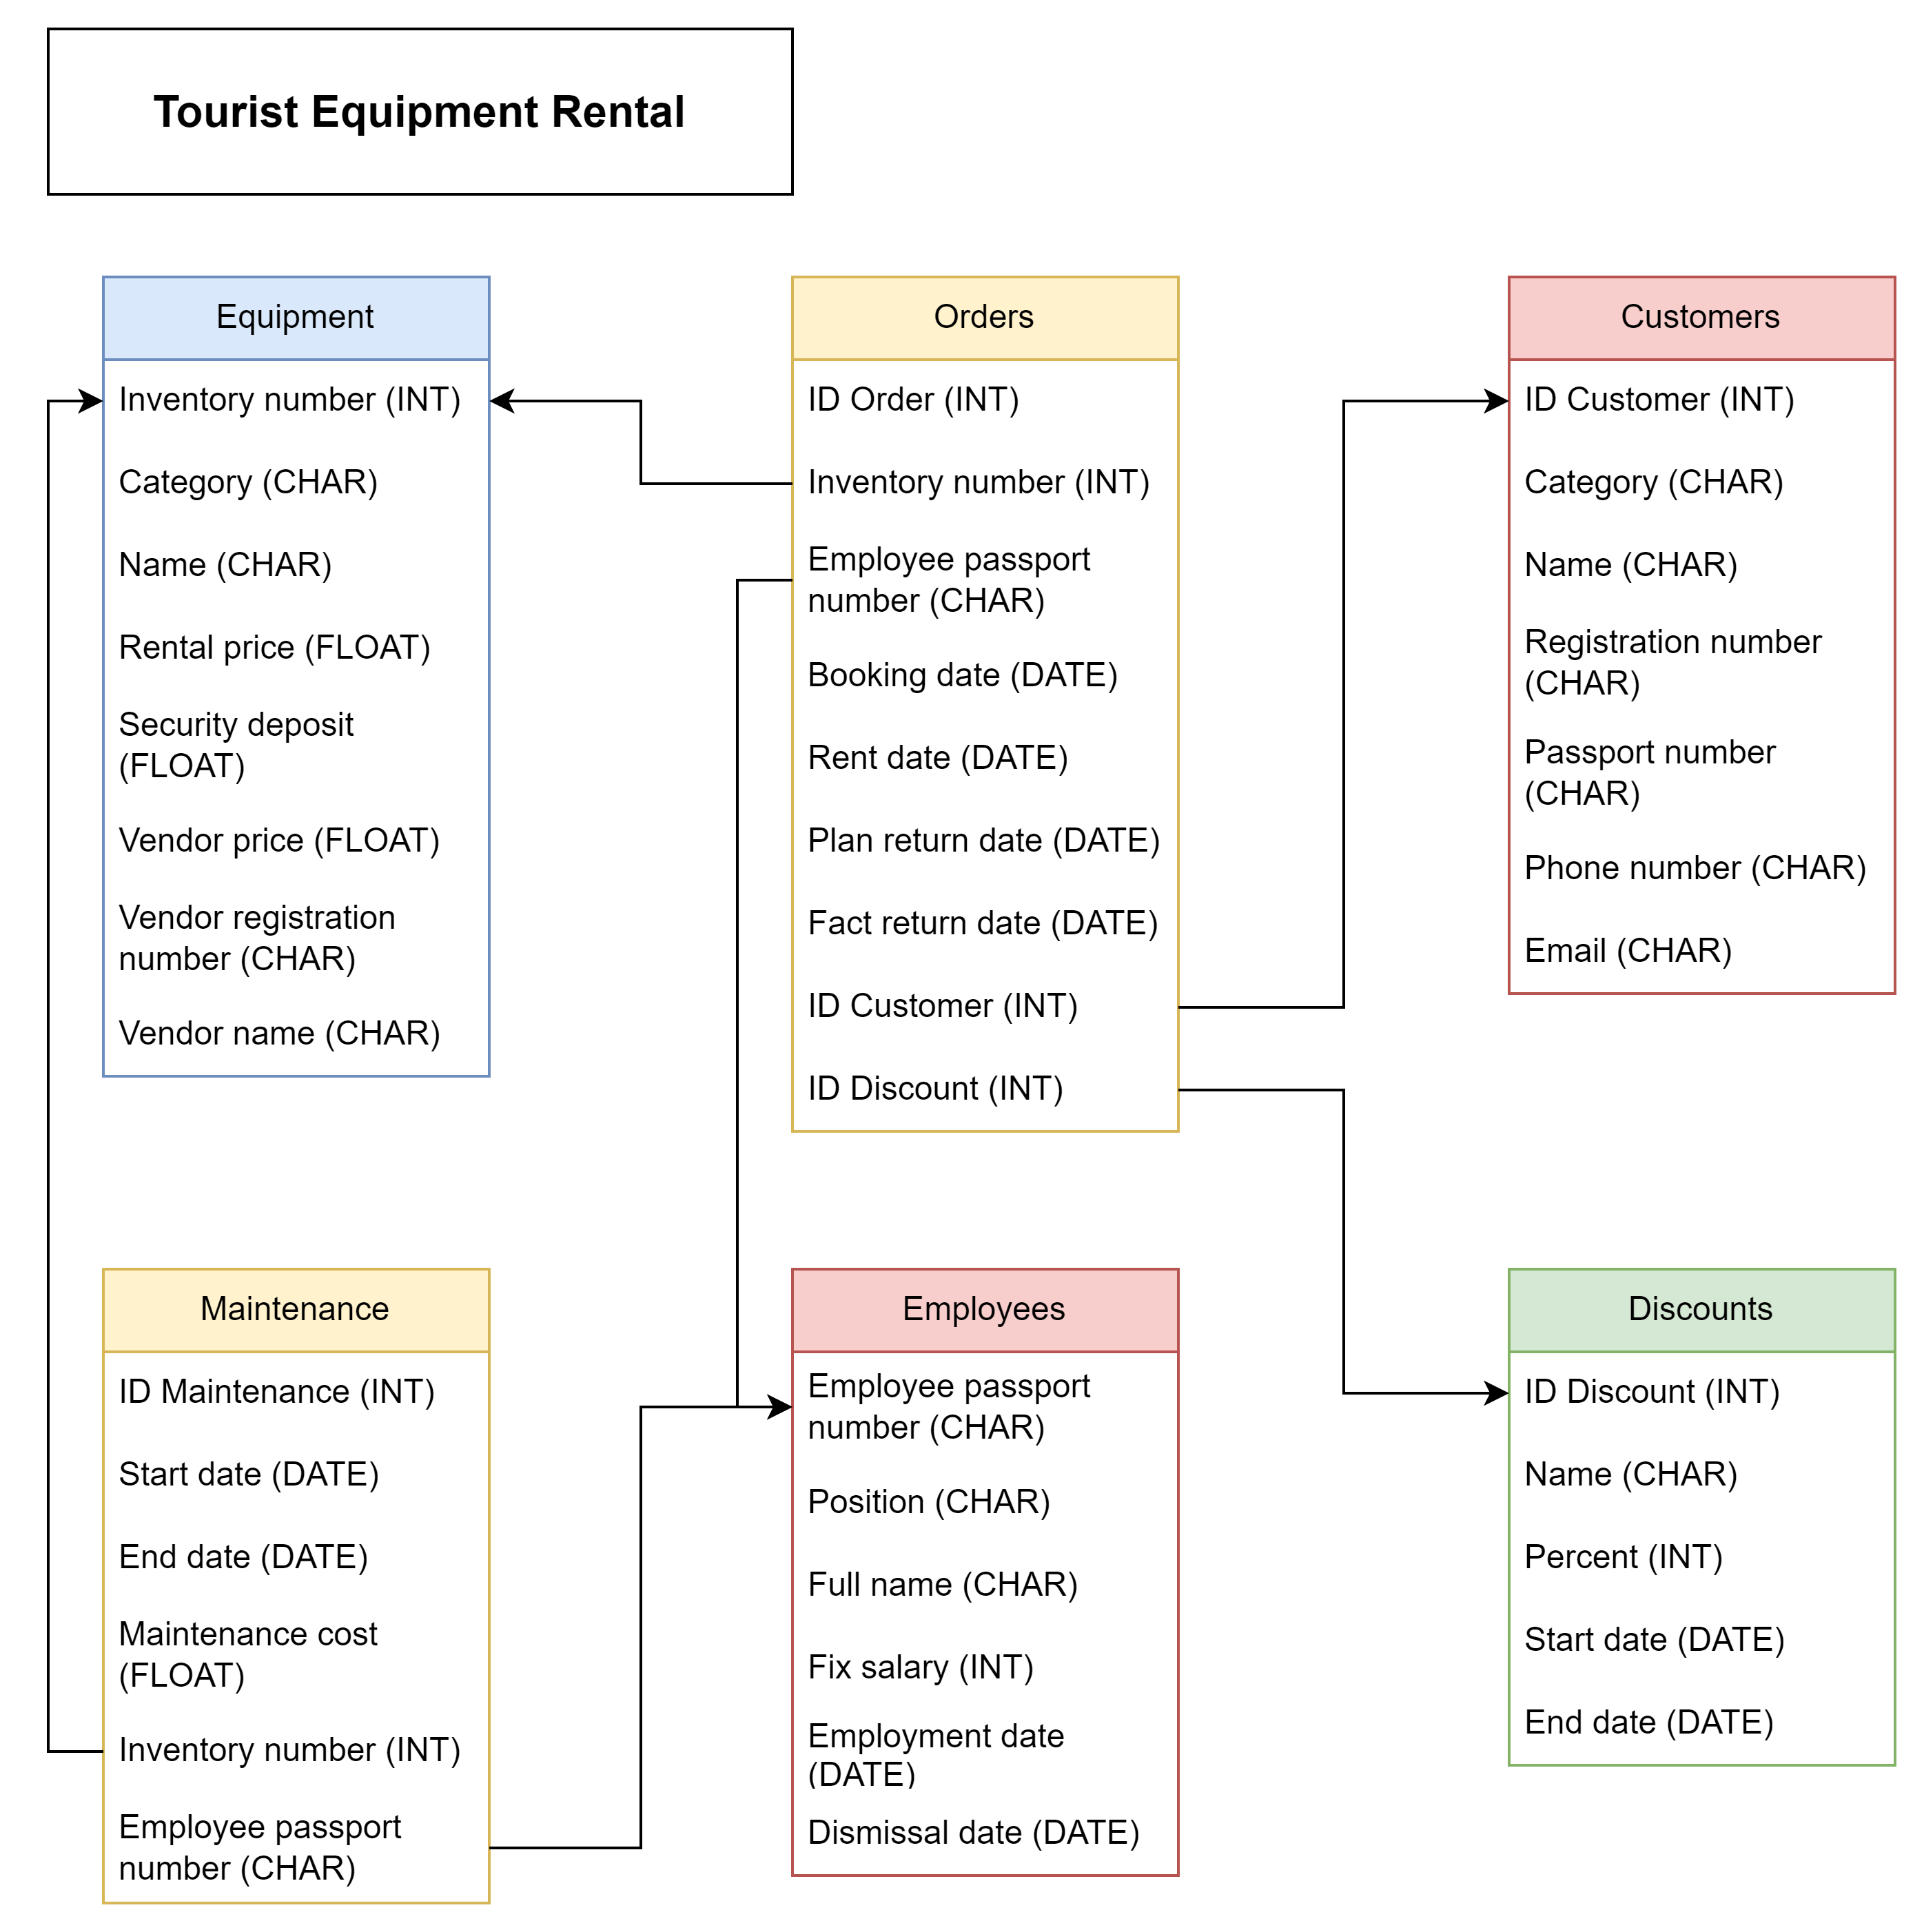 Tourist Equipment Rental
Equipment
Inventory number (INT)
Category (CHAR)
Name (CHAR)
Rental price (FLOAT)
Security deposit
(FLOAT)
Vendor price (FLOAT)
Vendor registration
number (CHAR)
Vendor name (CHAR)
Orders
ID Order (INT)
Inventory number (INT)
Employee passport
number (CHAR)
Booking date (DATE)
Rent date (DATE)
Plan return date (DATE)
Fact return date (DATE)
ID Customer (INT)
ID Discount (INT)
Customers
ID Customer (INT)
Category (CHAR)
Name (CHAR)
Registration number
(CHAR)
Passport number
(CHAR)
Phone number (CHAR)
Email (CHAR)
Maintenance
ID Maintenance (INT)
Start date (DATE)
End date (DATE)
Maintenance cost
(FLOAT)
Inventory number (INT)
Employee passport
number (CHAR)
Employees
Employee passport
number (CHAR)
Position (CHAR)
Full name (CHAR)
Fix salary (INT)
Employment date
(DATE)
Dismissal date (DATE)
Discounts
ID Discount (INT)
Name (CHAR)
Percent (INT)
Start date (DATE)
End date (DATE)